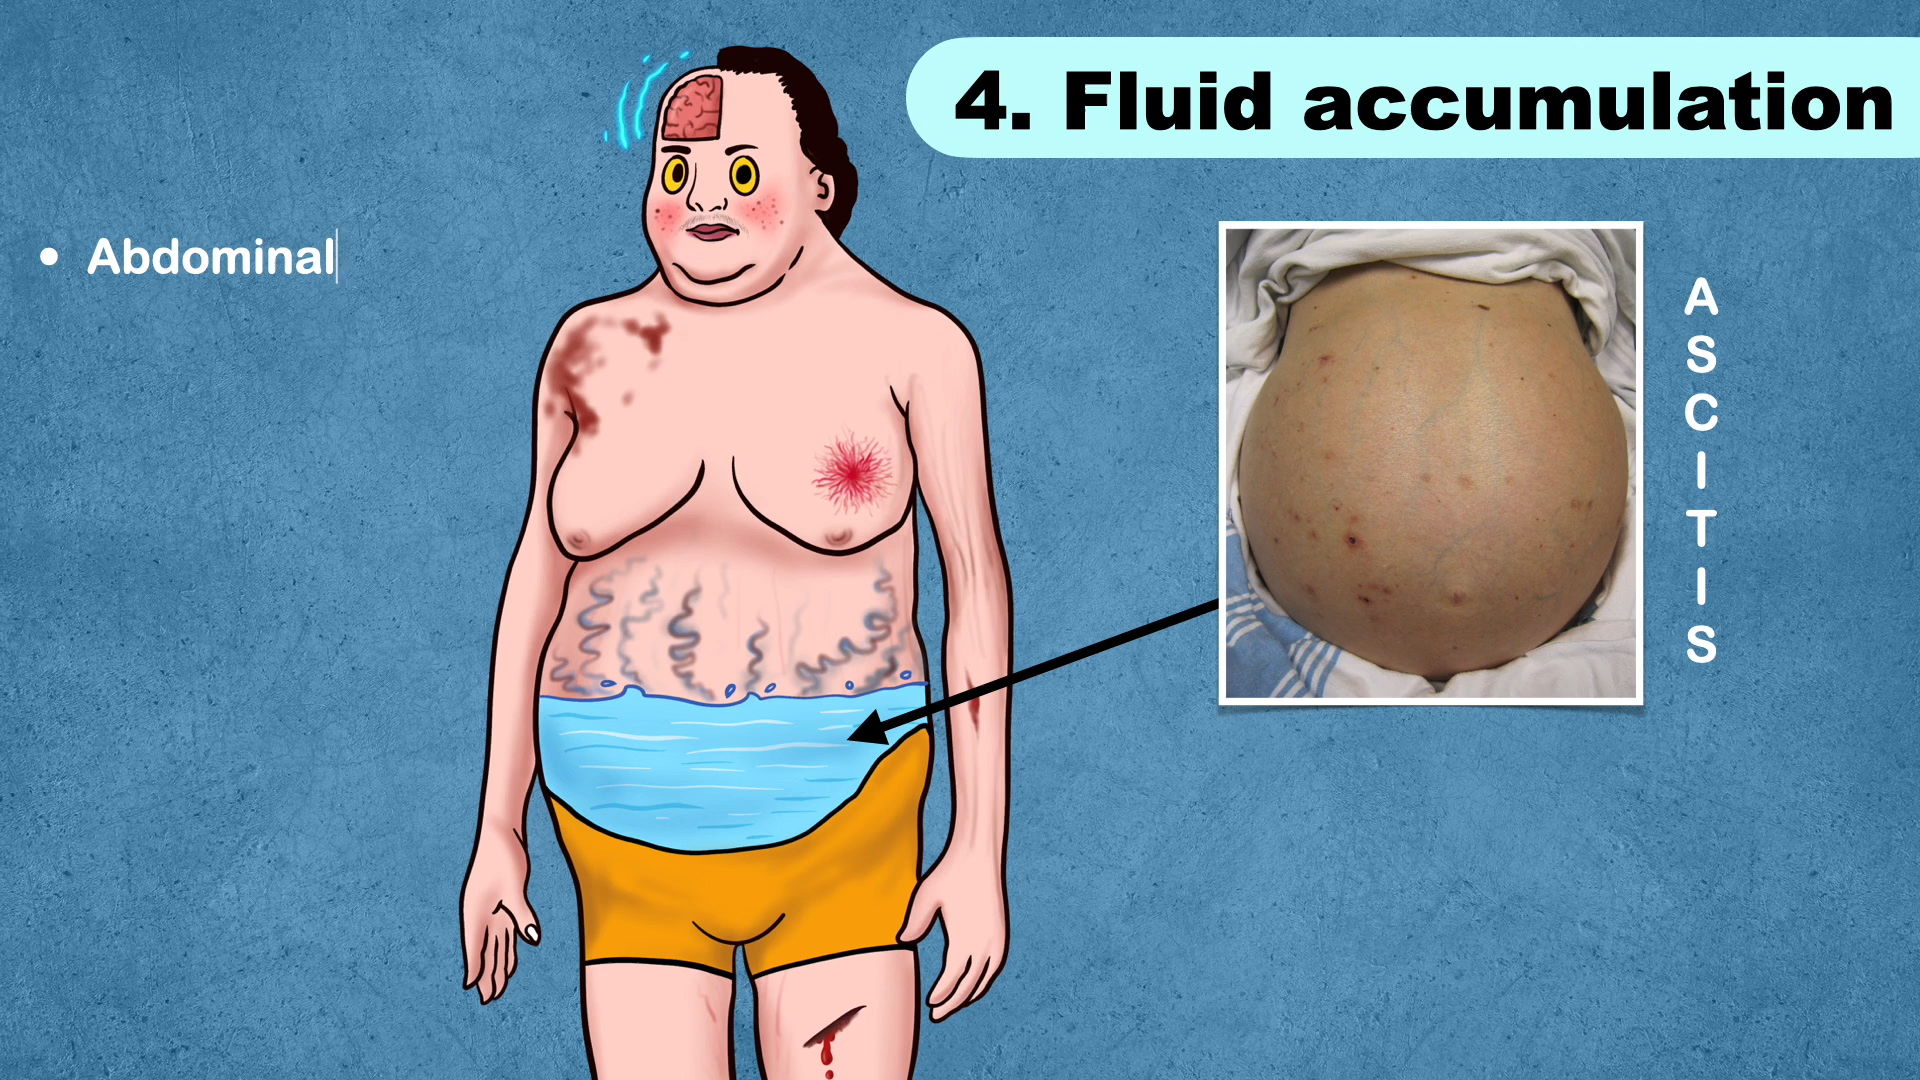 4. Fluid accumulation
• Abdominal
A
S
C
I
T
I
S